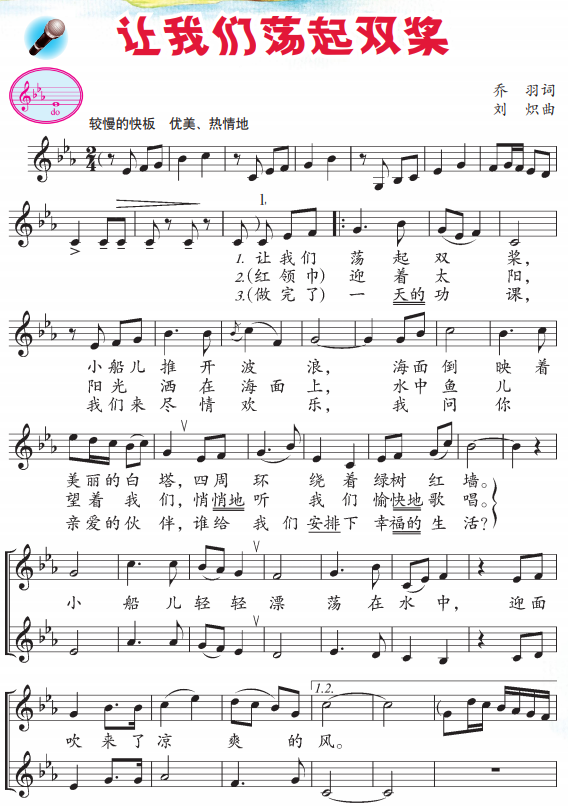 让我们荡起双桨
乔 羽词
刘 炽曲
do
较慢的快板 优美、热情地
1.
1. 让我们 荡 起 双 桨，
2.(红领巾) 迎 着 太 阳，
3.(做完了) 一 天的 功 课，
小船儿 推 开 波 浪， 海面 倒 映着
阳光 洒 在 海 面 上， 水中 鱼 儿
我们来 尽 情 欢 乐， 我 问 你
美丽的白 塔，四周 环 绕着 绿树 红 墙。
望着我 们，悄悄地 听 我 们 愉快地 歌 唱。
亲爱的伙 伴，谁给 我 们 安排下 幸福的 生 活？
小 船 儿 轻轻 漂 荡 在 水 中， 迎面
吹 来 了 凉 爽 的 风。
1.2.